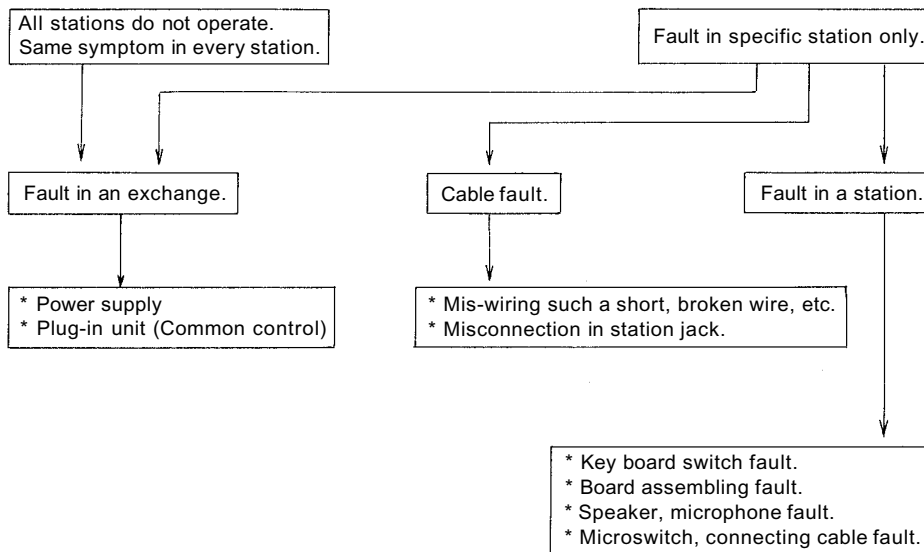 All stations do not operate.
Same symptom in every station.
Fault in specific station only.
Fault in an exchange.
Cable fault.
Fault in a station.
* Power supply
* Plug-in unit (Common control)
* Mis-wiring such a short, broken wire, etc.
* Misconnection in station jack.
* Key board switch fault.
* Board assembling fault.
* Speaker, microphone fault.
* Microswitch, connecting cable fault.